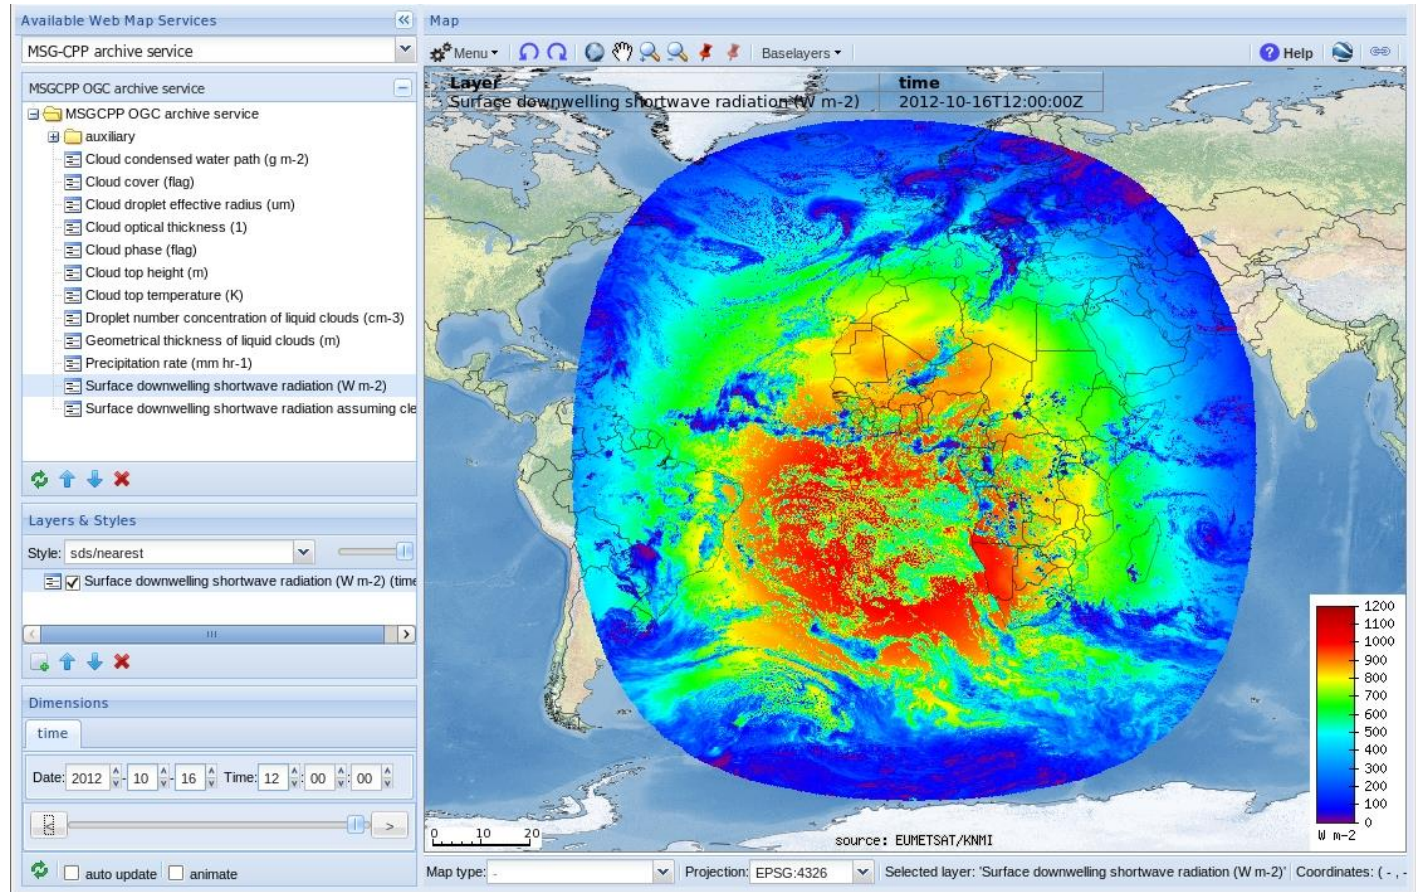 Available Web Map Services
MSG-CPP archive service
MSGCPP OGC archive service
MSGCPP OGC archive service
auxiliary
Cloud condensed water path (g m-2)
Cloud cover (flag)
Cloud droplet effective radius (um)
Cloud optical thickness (1)
Cloud phase (flag)
Cloud top height (m)
Cloud top temperature (K)
Droplet number concentration of liquid clouds (cm-3)
Geometrical thickness of liquid clouds (m)
Precipitation rate (mm hr-1)
Surface downwelling shortwave radiation (W m-2)
Surface downwelling shortwave radiation assuming cle
Layers & Styles
Style: sds/nearest
Surface downwelling shortwave radiation (W m-2) (time
Dimensions
time
Date: 2012 - 10 - 16 Time: 12 : 00 : 00
>
auto update animate
Map
Menu Baselayers Help
Layer time
Surface downwelling shortwave radiation (W m-2) 2012-10-16T12:00:00Z
1200
1100
1000
900
800
700
600
500
400
300
200
100
0
W m-2
0 10 20
source: EUMETSAT/KNMI
Map type: - Projection: EPSG:4326 Selected layer: 'Surface downwelling shortwave radiation (W m-2)' Coordinates: ( - , -